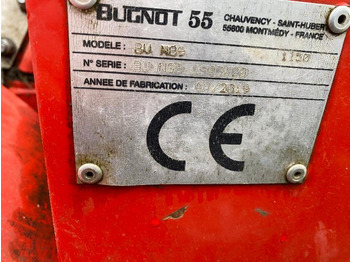 BUGNOT 55
CHAUVENCY - SAINT-HUBERT
55600 MONTMÉDY - FRANCE
MODELE : 1150
N° SERIE :
ANNEE DE FABRICATION :
CE